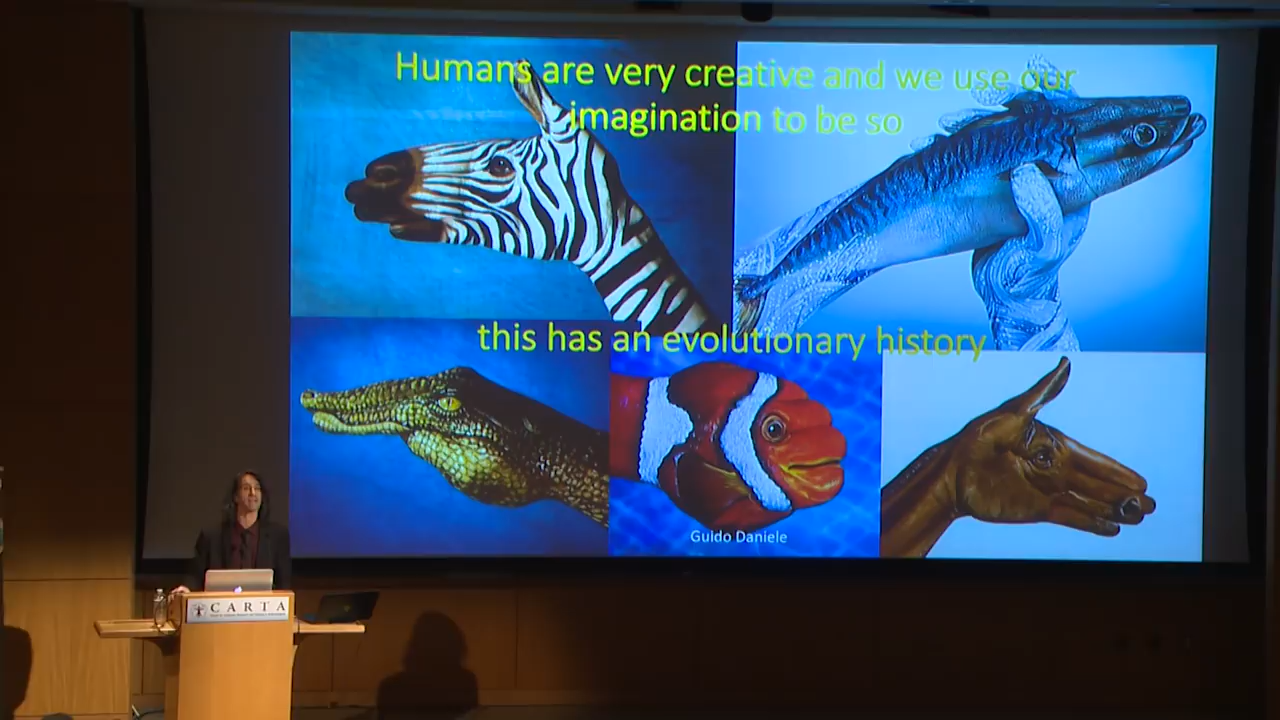 Humans are very creative and we use our
imagination to be so
this has an evolutionary history
Guido Daniele
CARTA